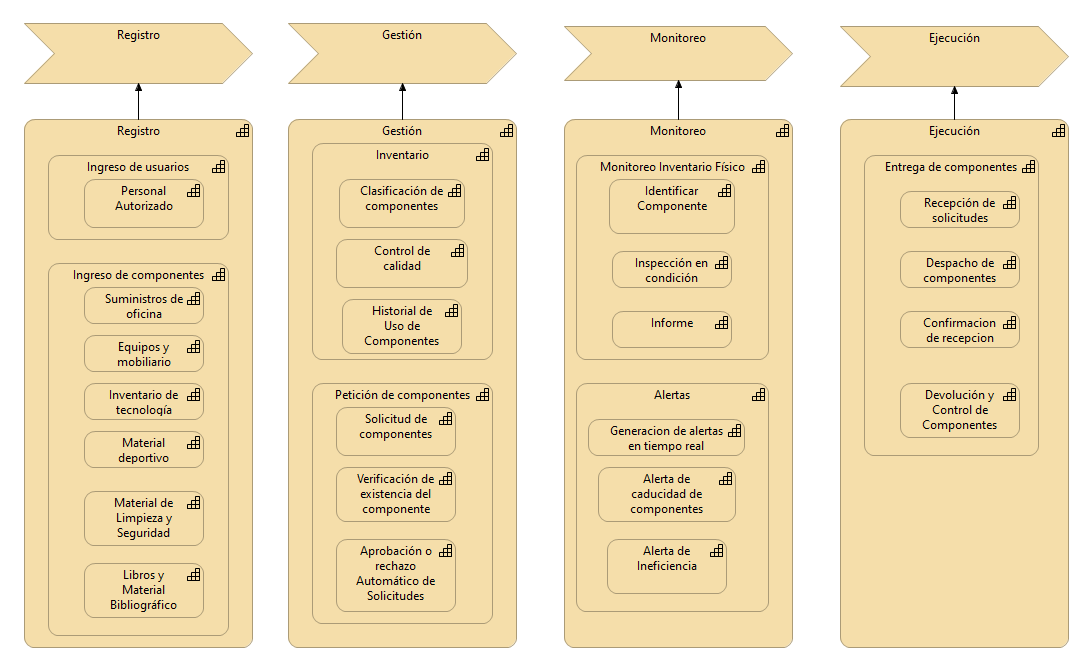 Registro
Gestión
Monitoreo
Ejecución
Registro
Ingreso de usuarios
Personal
Autorizado
Ingreso de componentes
Suministros de
oficina
Equipos y
mobiliario
Inventario de
tecnología
Material
deportivo
Material de
Limpieza y
Seguridad
Libros y
Material
Bibliográfico
Gestión
Inventario
Clasificación de
componentes
Control de
calidad
Historial de
Uso de
Componentes
Petición de componentes
Solicitud de
componentes
Verificación de
existencia del
componente
Aprobación o
rechazo
Automático de
Solicitudes
Monitoreo
Monitoreo Inventario Físico
Identificar
Componente
Inspección en
condición
Informe
Alertas
Generacion de alertas
en tiempo real
Alerta de
caducidad de
componentes
Alerta de
Ineficiencia
Ejecución
Entrega de componentes
Recepción de
solicitudes
Despacho de
componentes
Confirmacion
de recepcion
Devolución y
Control de
Componentes